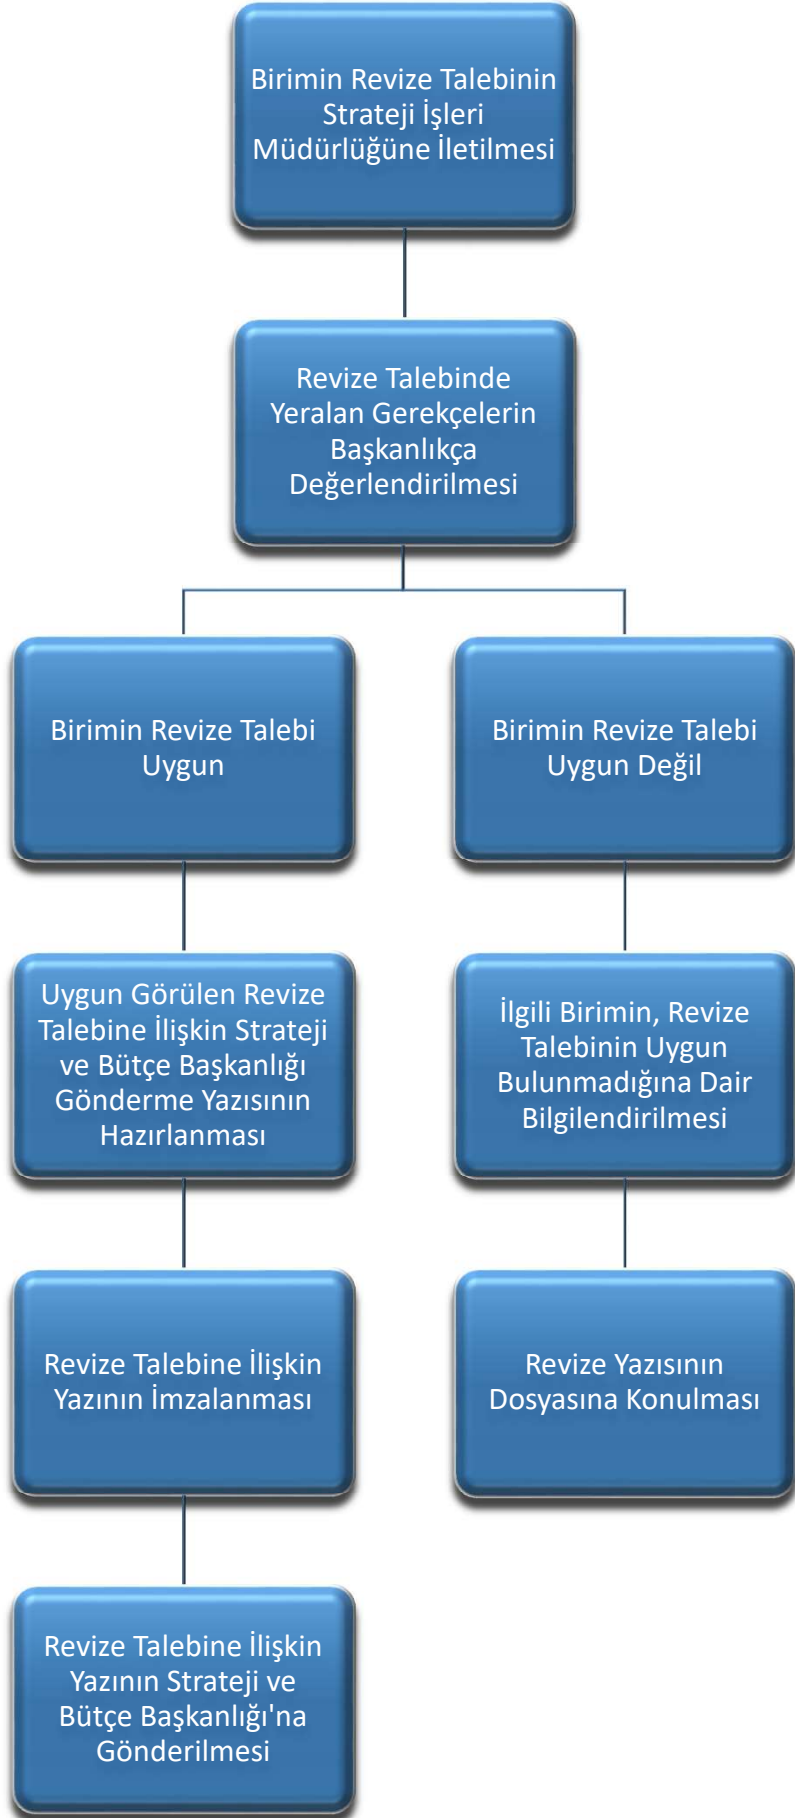 Birimin Revize Talebinin
Strateji İşleri
Müdürlüğüne İletilmesi
Revize Talebinde
Yeralan Gerekçelerin
Başkanlıkça
Değerlendirilmesi
Birimin Revize Talebi
Uygun
Uygun Görülen Revize
Talebine İlişkin Strateji
ve Bütçe Başkanlığı
Gönderme Yazısının
Hazırlanması
Revize Talebine İlişkin
Yazının İmzalanması
Revize Talebine İlişkin
Yazının Strateji ve
Bütçe Başkanlığı'na
Gönderilmesi
Birimin Revize Talebi
Uygun Değil
İlgili Birimin, Revize
Talebinin Uygun
Bulunmadığına Dair
Bilgilendirilmesi
Revize Yazısının
Dosyasına Konulması